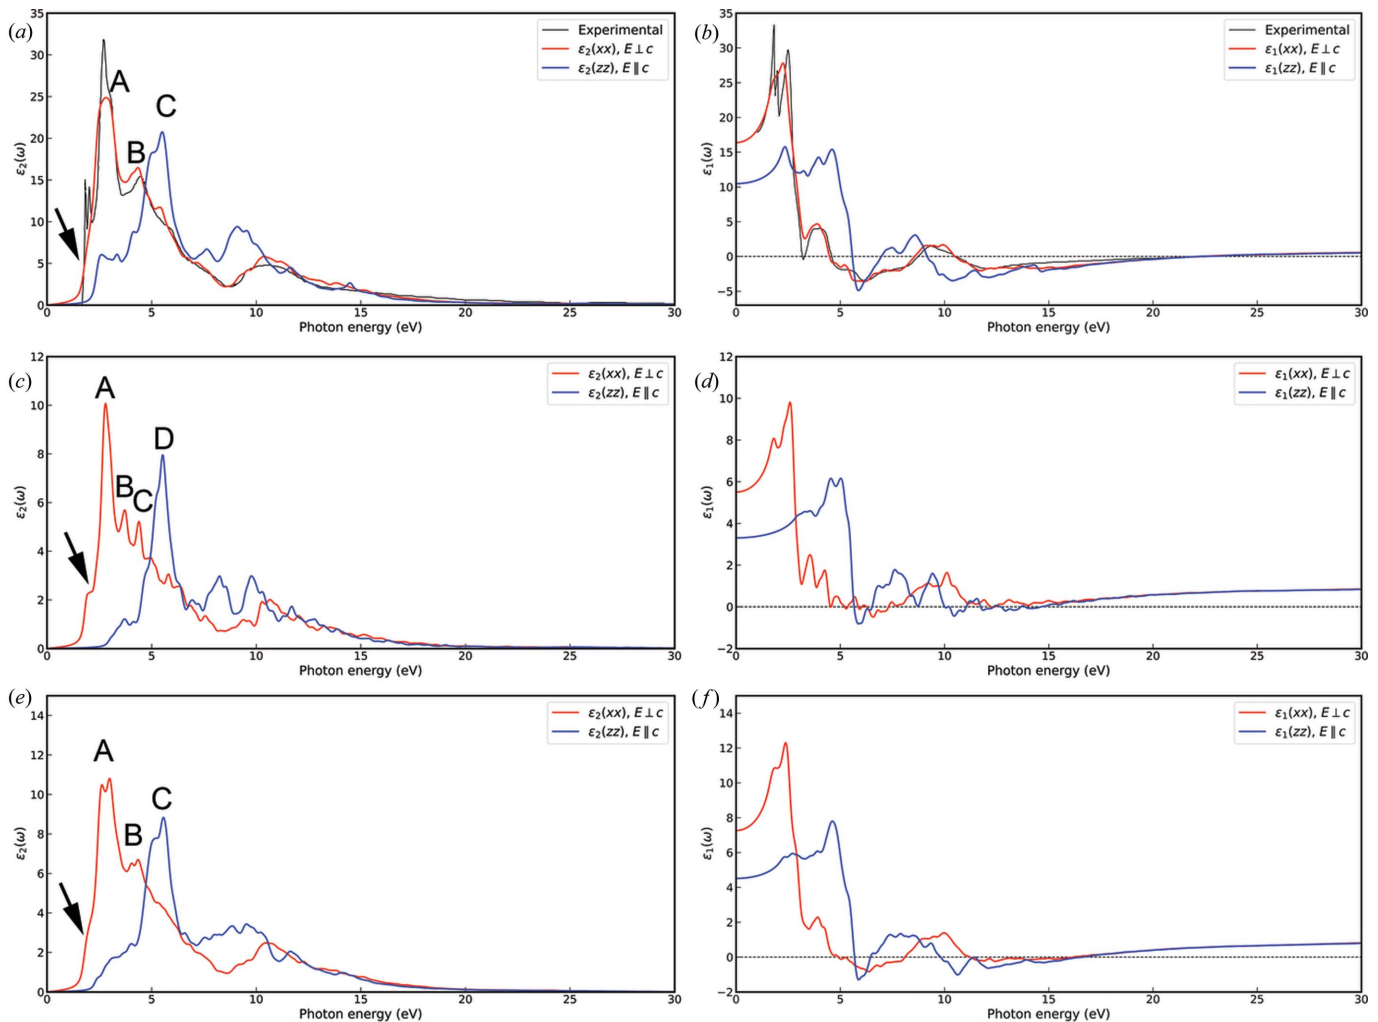 (a)
35
30
25
20
15
10
5
0
ε₂(ω)
A
B
C
Experimental
ε₂(xx), E ⊥ c
ε₂(zz), E ∥ c
0 5 10 15 20 25 30
Photon energy (eV)
(b)
35
30
25
20
15
10
5
0
−5
ε₁(ω)
Experimental
ε₁(xx), E ⊥ c
ε₁(zz), E ∥ c
0 5 10 15 20 25 30
Photon energy (eV)
(c)
12
10
8
6
4
2
0
ε₂(ω)
A
B
C
D
ε₂(xx), E ⊥ c
ε₂(zz), E ∥ c
0 5 10 15 20 25 30
Photon energy (eV)
(d)
12
10
8
6
4
2
0
−2
ε₁(ω)
ε₁(xx), E ⊥ c
ε₁(zz), E ∥ c
0 5 10 15 20 25 30
Photon energy (eV)
(e)
14
12
10
8
6
4
2
0
ε₂(ω)
A
B
C
ε₂(xx), E ⊥ c
ε₂(zz), E ∥ c
0 5 10 15 20 25 30
Photon energy (eV)
(f)
14
12
10
8
6
4
2
0
−2
ε₁(ω)
ε₁(xx), E ⊥ c
ε₁(zz), E ∥ c
0 5 10 15 20 25 30
Photon energy (eV)